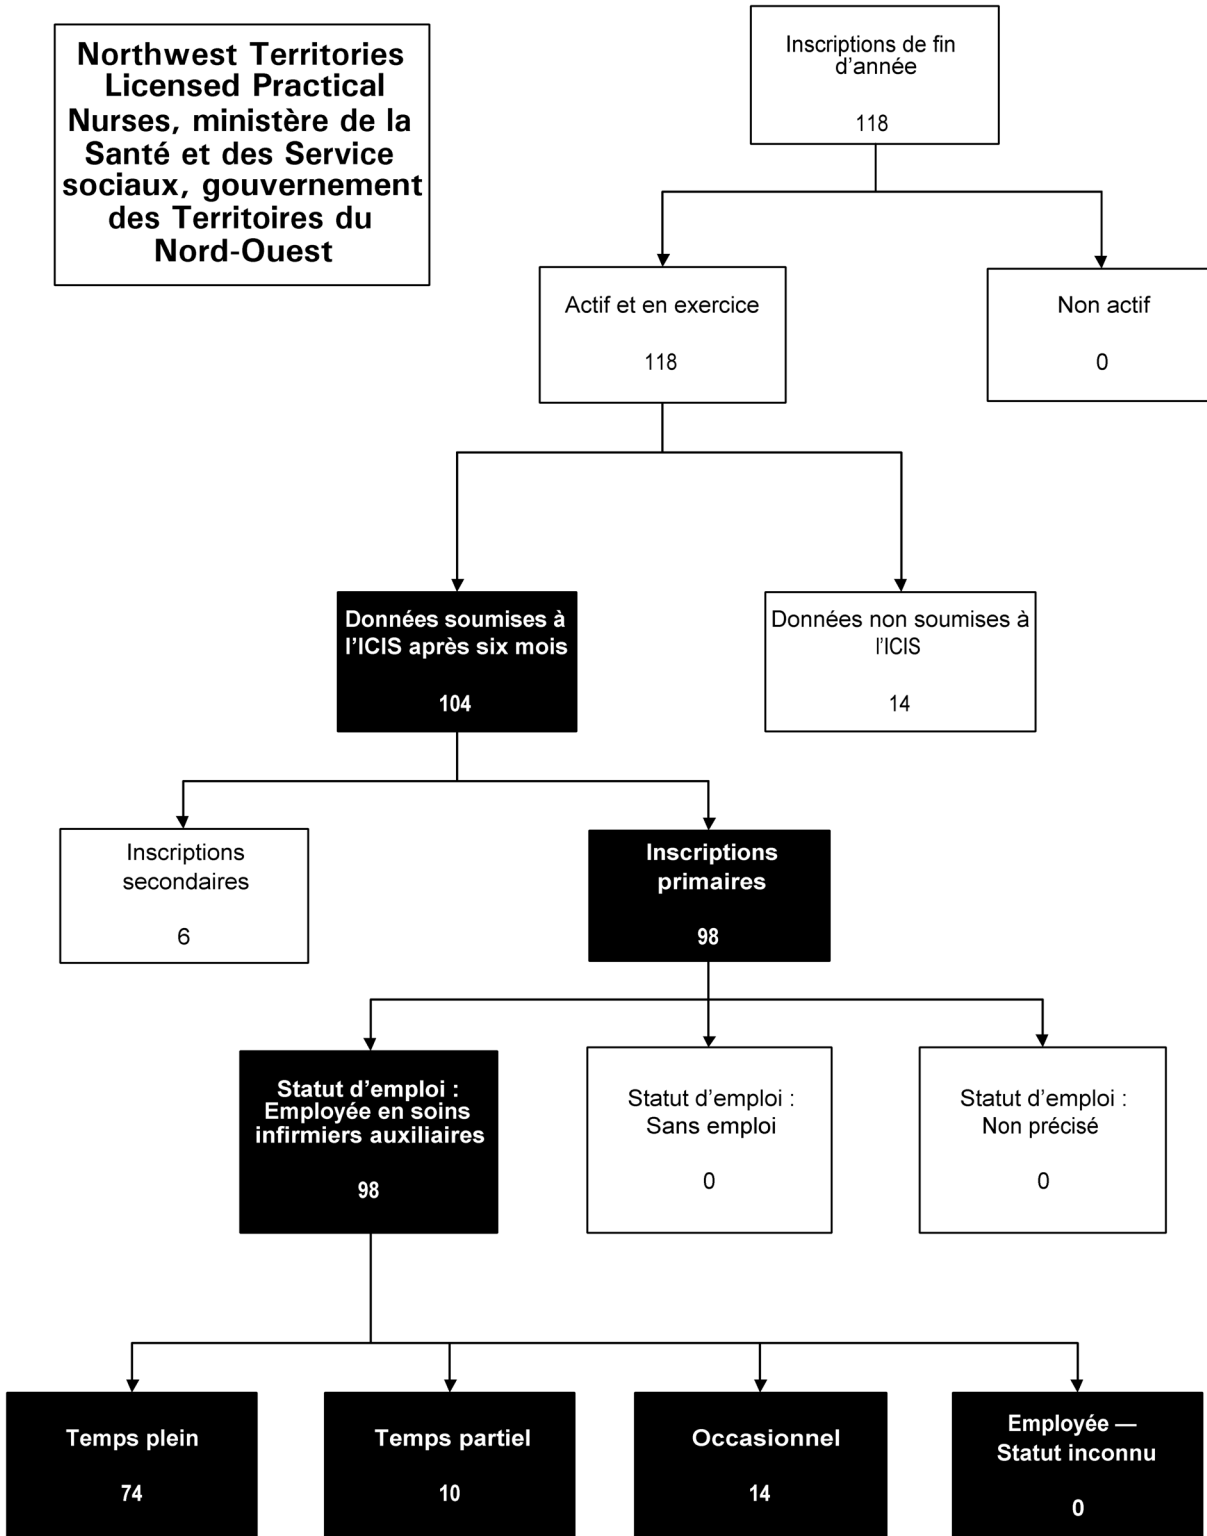 Northwest Territories
Licensed Practical
Nurses, ministère de la
Santé et des Service
sociaux, gouvernement
des Territoires du
Nord-Ouest
Inscriptions de fin
d’année
118
Actif et en exercice
118
Non actif
0
Données soumises à
l’ICIS après six mois
104
Données non soumises à
l’ICIS
14
Inscriptions
secondaires
6
Inscriptions
primaires
98
Statut d’emploi :
Employée en soins
infirmiers auxiliaires
98
Statut d’emploi :
Sans emploi
0
Statut d’emploi :
Non précisé
0
Temps plein
74
Temps partiel
10
Occasionnel
14
Employée —
Statut inconnu
0